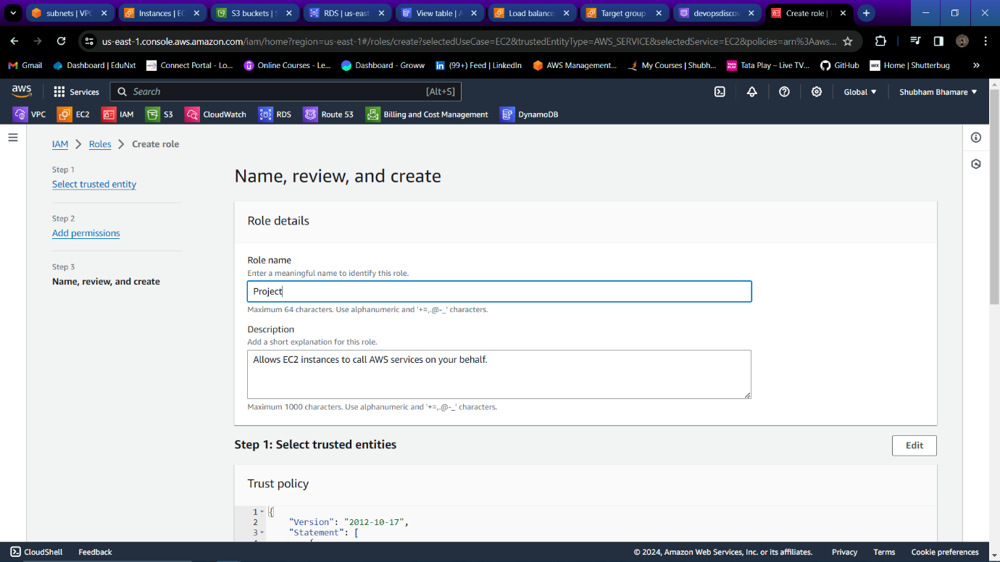 subnets | VPC
Instances | EC
S3 buckets | S
RDS | us-east
View table | A
Load balance
Target group
devopsdiscov
Create role |
us-east-1.console.aws.amazon.com/iam/home?region=us-east-1#/roles/create?selectedUseCase=EC2&trustedEntityType=AWS_SERVICE&selectedService=EC2&policies=arn%3Aaws...
Gmail
Dashboard | EduNxt
Connect Portal - Lo...
Online Courses - Le...
Dashboard - Groww
(99+) Feed | LinkedIn
AWS Management...
My Courses | Shubh...
Tata Play – Live TV...
GitHub
WIX Home | Shutterbug
aws
Services
Search [Alt+S]
Global
Shubham Bhamare
VPC
EC2
IAM
S3
CloudWatch
RDS
Route 53
Billing and Cost Management
DynamoDB
IAM > Roles > Create role
Step 1
Select trusted entity
Step 2
Add permissions
Step 3
Name, review, and create
Name, review, and create
Role details
Role name
Enter a meaningful name to identify this role.
Project
Maximum 64 characters. Use alphanumeric and '+=,.@-_' characters.
Description
Add a short explanation for this role.
Allows EC2 instances to call AWS services on your behalf.
Maximum 1000 characters. Use alphanumeric and '+=,.@-_' characters.
Step 1: Select trusted entities
Edit
Trust policy
1 {
2 "Version": "2012-10-17",
3 "Statement": [
CloudShell
Feedback
© 2024, Amazon Web Services, Inc. or its affiliates.
Privacy
Terms
Cookie preferences